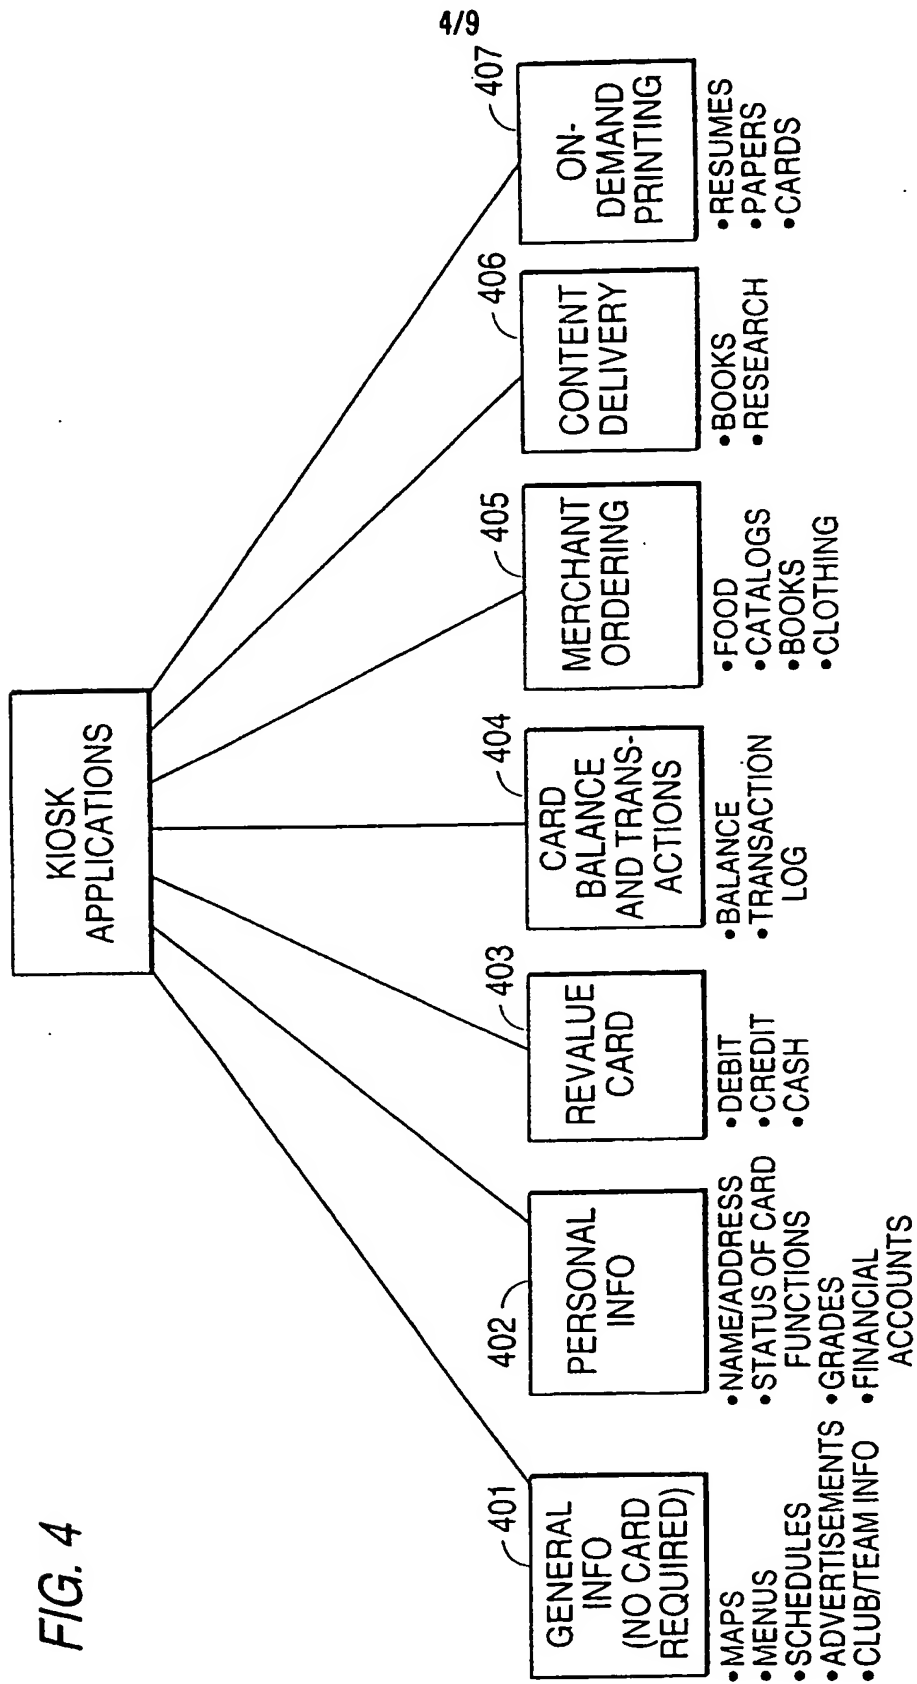 4/9
FIG. 4
KIOSK
APPLICATIONS
401
GENERAL
INFO
(NO CARD
REQUIRED)
•MAPS
•MENUS
•SCHEDULES
•ADVERTISEMENTS
•CLUB/TEAM INFO
402
PERSONAL
INFO
•NAME/ADDRESS
•STATUS OF CARD
FUNCTIONS
•GRADES
•FINANCIAL
ACCOUNTS
403
REVALUE
CARD
•DEBIT
•CREDIT
•CASH
404
CARD
BALANCE
AND TRANS-
ACTIONS
•BALANCE
•TRANSACTION
LOG
405
MERCHANT
ORDERING
•FOOD
•CATALOGS
•BOOKS
•CLOTHING
406
CONTENT
DELIVERY
•BOOKS
•RESEARCH
407
ON-
DEMAND
PRINTING
•RESUMES
•PAPERS
•CARDS